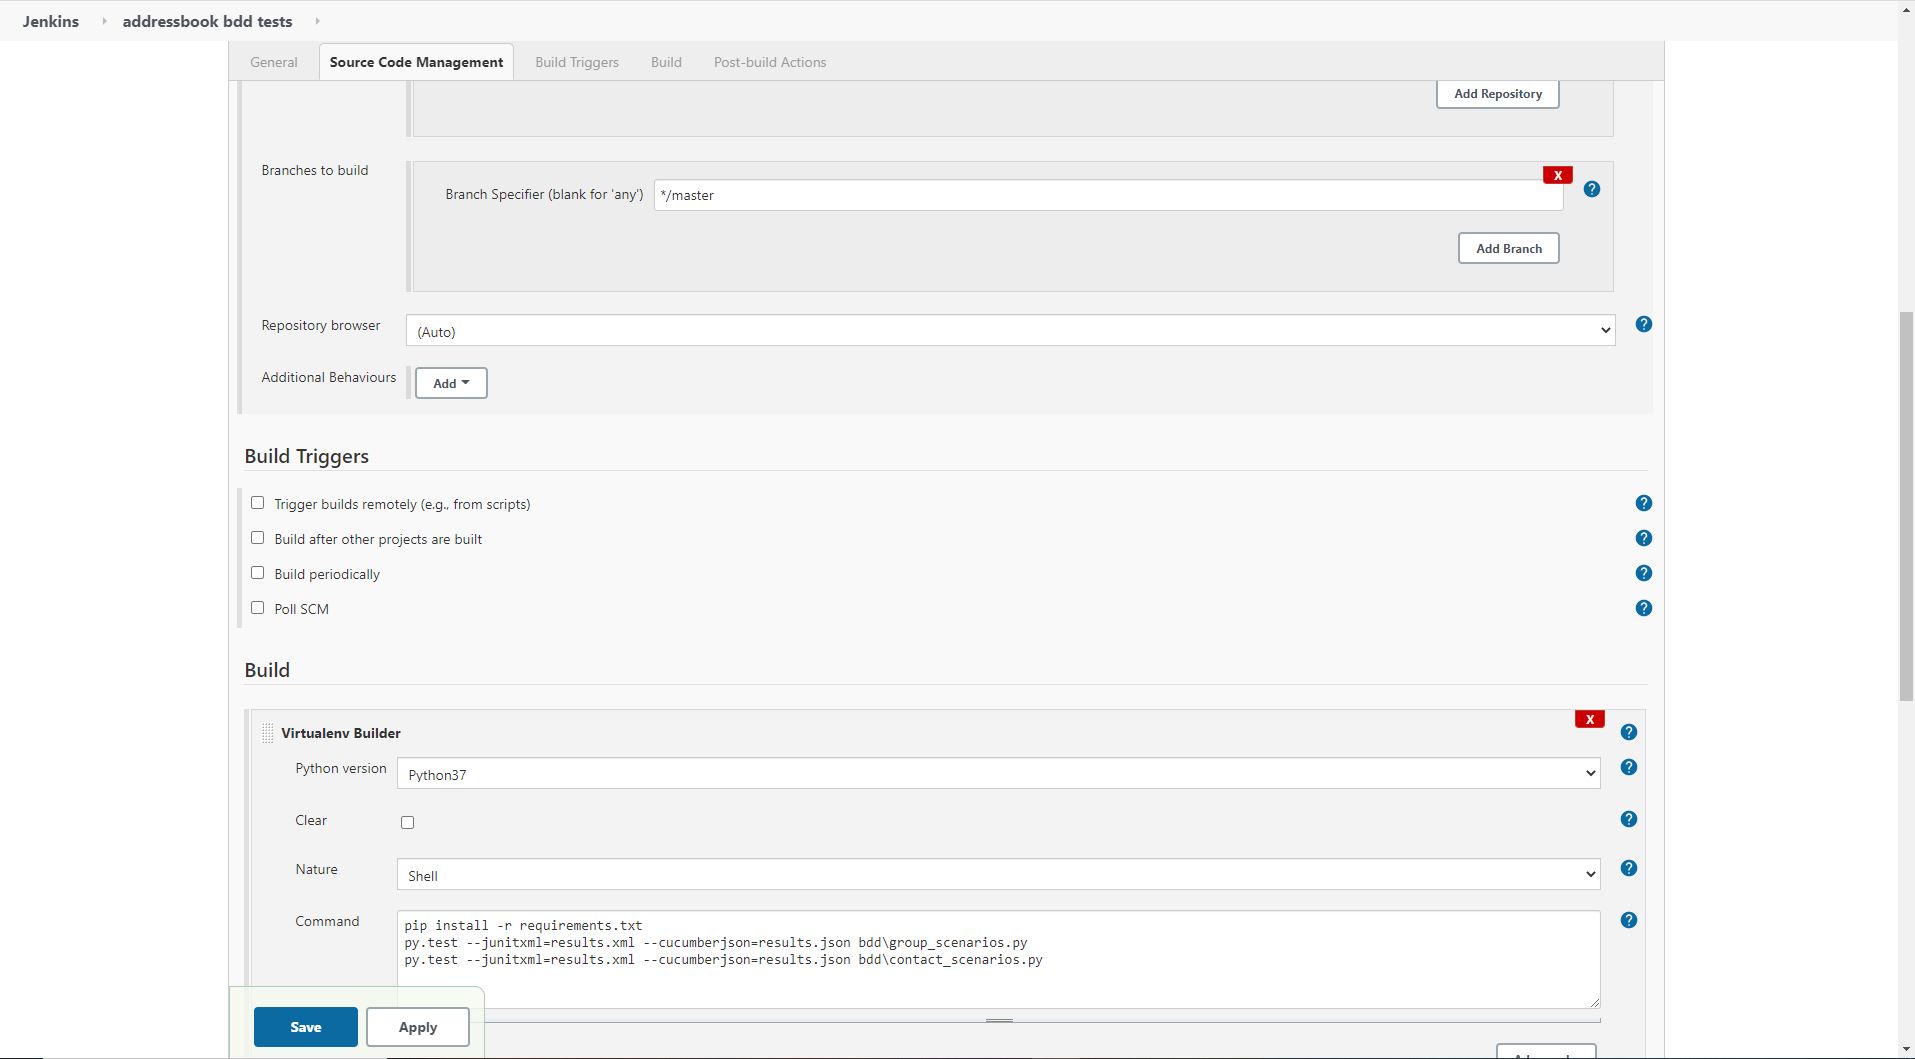 Jenkins
addressbook bdd tests
General
Source Code Management
Build Triggers
Build
Post-build Actions
Add Repository
Branches to build
X
Branch Specifier (blank for 'any')
*/master
?
Add Branch
Repository browser
(Auto)
?
Additional Behaviours
Add
Build Triggers
Trigger builds remotely (e.g., from scripts)
?
Build after other projects are built
?
Build periodically
?
Poll SCM
?
Build
X
Virtualenv Builder
?
Python version
Python37
?
Clear
?
Nature
Shell
?
Command
pip install -r requirements.txt
py.test --junitxml=results.xml --cucumberjson=results.json bdd\group_scenarios.py
py.test --junitxml=results.xml --cucumberjson=results.json bdd\contact_scenarios.py
?
Save
Apply